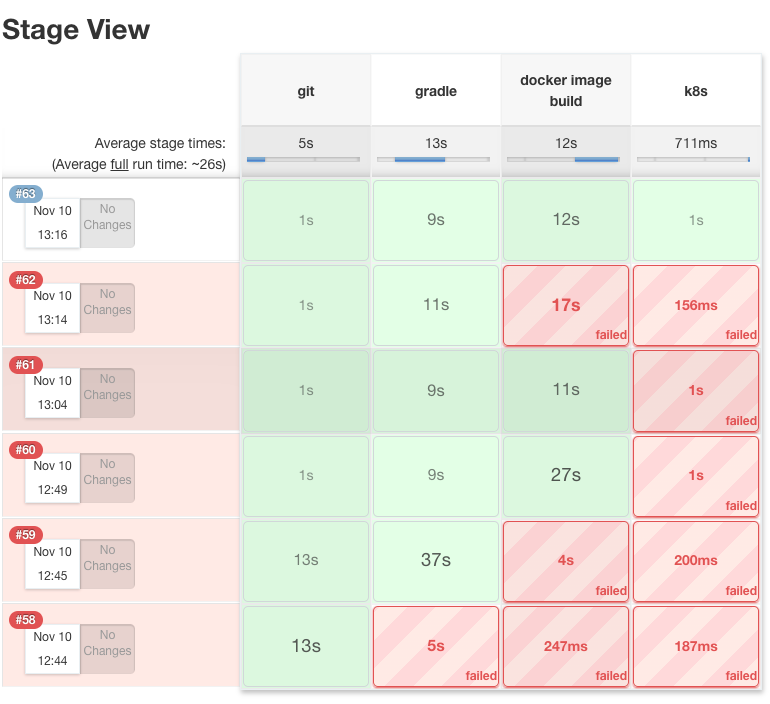 Stage View
git
gradle
docker image
build
k8s
Average stage times:
(Average full run time: ~26s)
5s
13s
12s
711ms
#63
Nov 10
13:16
No
Changes
1s
9s
12s
1s
#62
Nov 10
13:14
No
Changes
1s
11s
17s
failed
156ms
failed
#61
Nov 10
13:04
No
Changes
1s
9s
11s
1s
failed
#60
Nov 10
12:49
No
Changes
1s
9s
27s
1s
failed
#59
Nov 10
12:45
No
Changes
13s
37s
4s
failed
200ms
failed
#58
Nov 10
12:44
No
Changes
13s
5s
failed
247ms
failed
187ms
failed